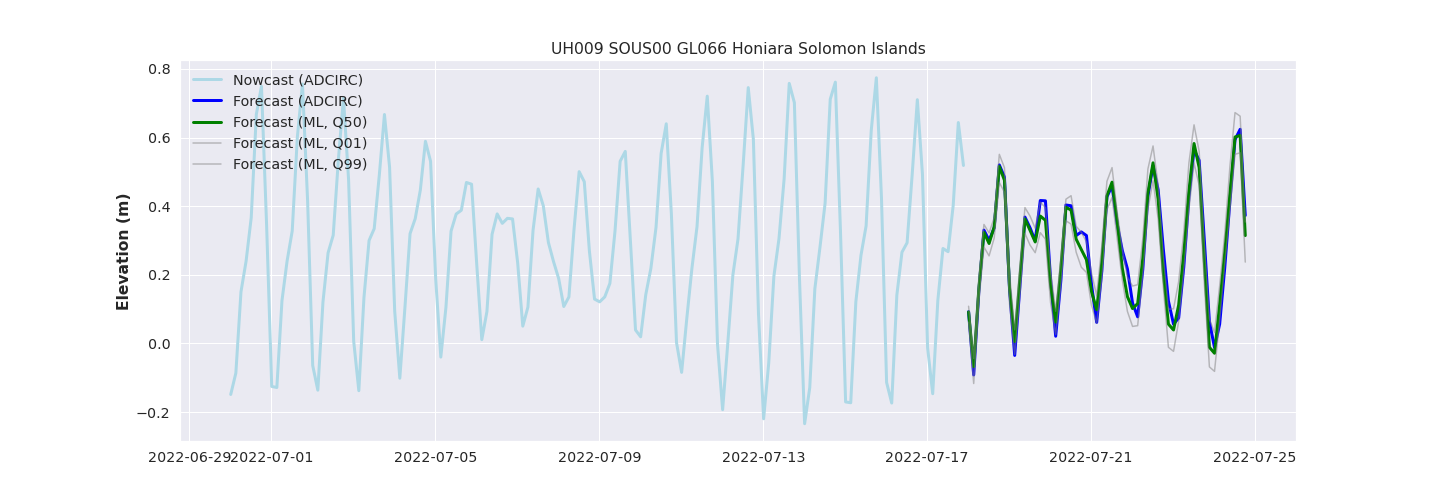 UH009 SOUS00 GL066 Honiara Solomon Islands
Elevation (m)
0.8
0.6
0.4
0.2
0.0
−0.2
Nowcast (ADCIRC)
Forecast (ADCIRC)
Forecast (ML, Q50)
Forecast (ML, Q01)
Forecast (ML, Q99)
2022-06-29 2022-07-01 2022-07-05 2022-07-09 2022-07-13 2022-07-17 2022-07-21 2022-07-25